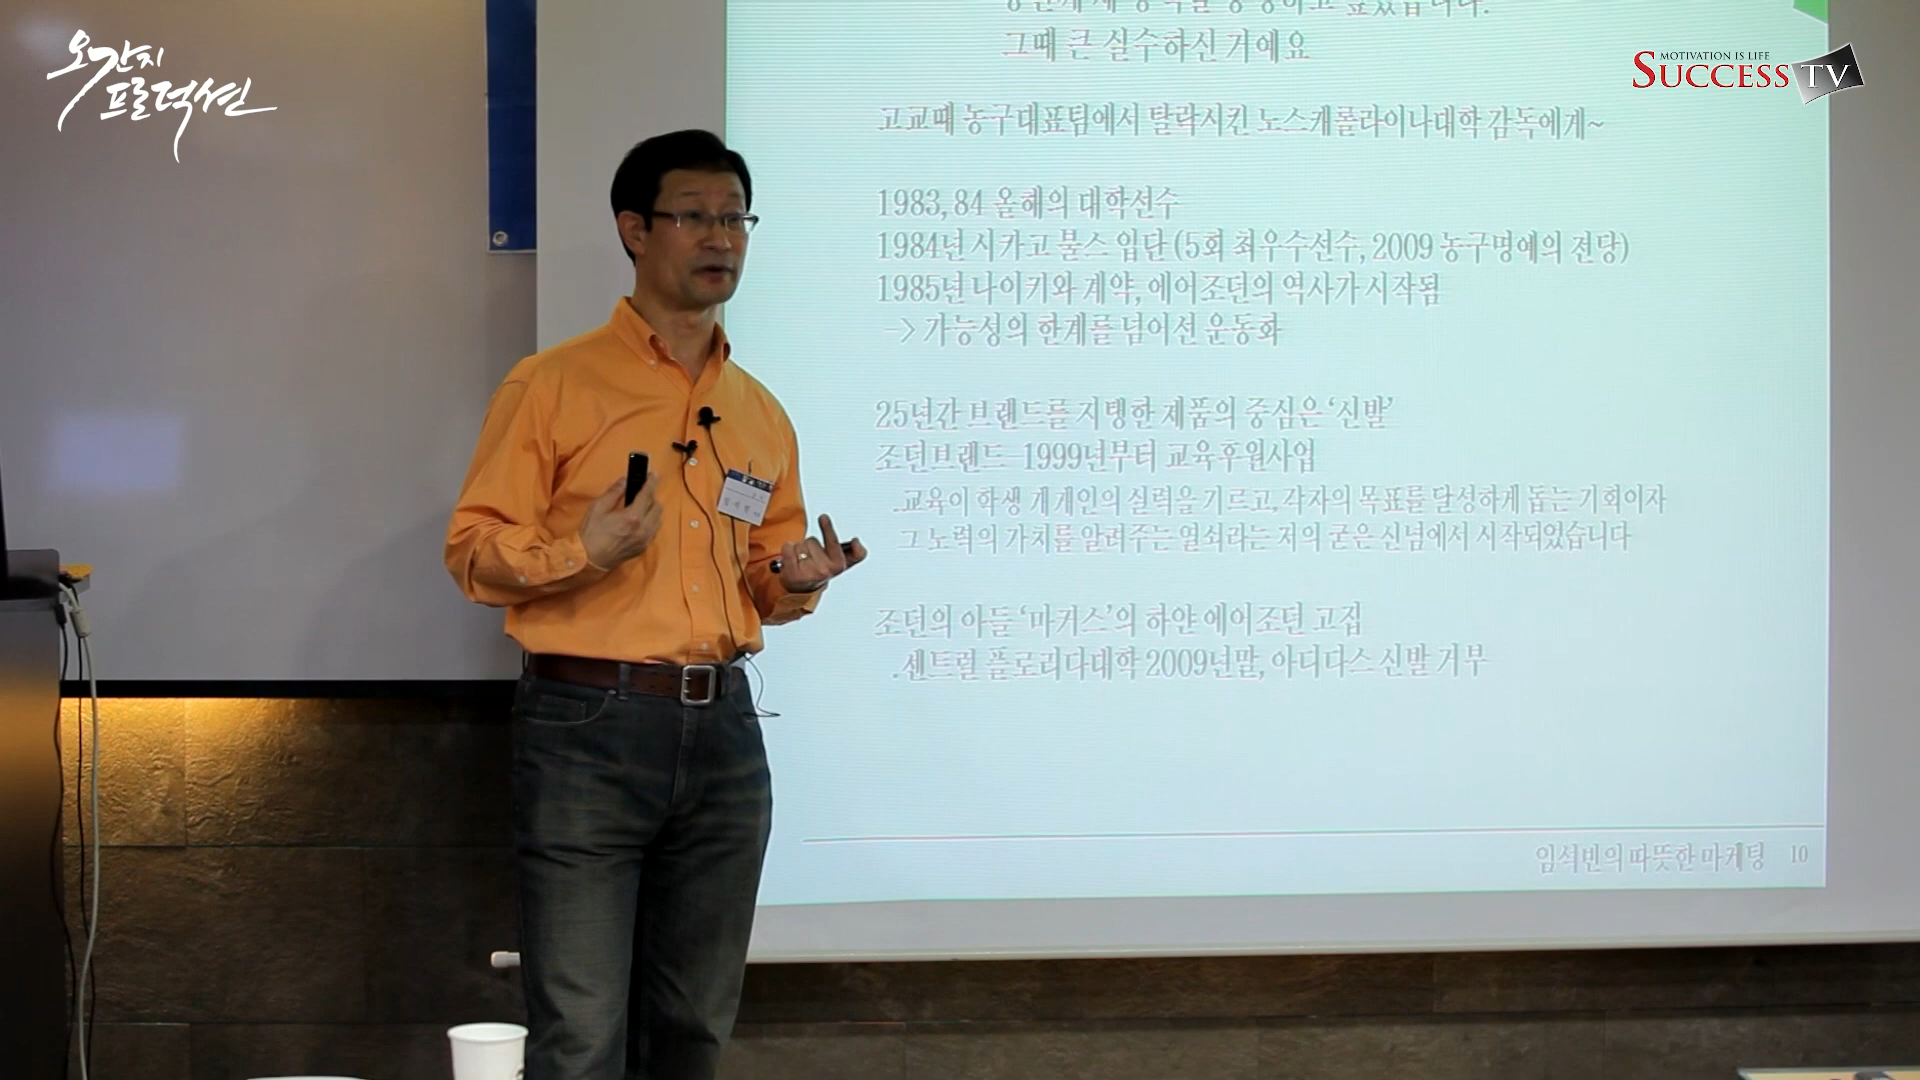 오간지
프로덕션
MOTIVATION IS LIFE
SUCCESS TV
그때 큰 실수하신 거예요
고교때 농구대표팀에서 탈락시킨 노스캐롤라이나대학 감독에게~
1983, 84 올해의 대학선수
1984년 시카고 불스 입단 (5회 최우수선수, 2009 농구명예의 전당)
1985년 나이키와 계약, 에어조던의 역사가 시작됨
-> 가능성의 한계를 넘어선 운동화
25년간 브랜드를 지탱한 제품의 중심은 ‘신발’
조던브랜드–1999년부터 교육후원사업
.교육이 학생 개개인의 실력을 기르고, 각자의 목표를 달성하게 돕는 기회이자
그 노력의 가치를 알려주는 열쇠라는 저의 굳은 신념에서 시작되었습니다
조던의 아들 ‘마커스’의 하얀 에어조던 고집
. 센트럴 플로리다대학 2009년말, 아디다스 신발 거부
임석빈의 따뜻한 마케팅 10